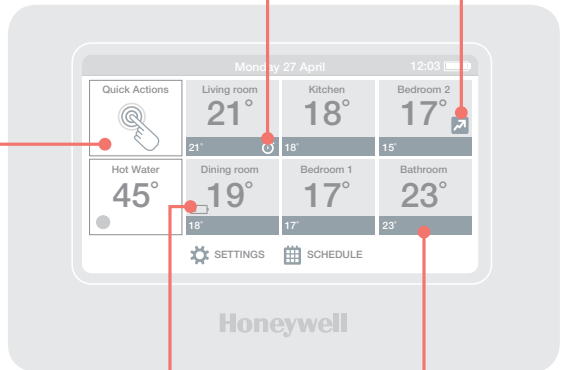 Monday 27 April 12:03
Quick Actions
Living room
21°
21°
Kitchen
18°
18°
Bedroom 2
17°
15°
Hot Water
45°
Dining room
19°
18°
Bedroom 1
17°
17°
Bathroom
23°
23°
SETTINGS
SCHEDULE
Honeywell